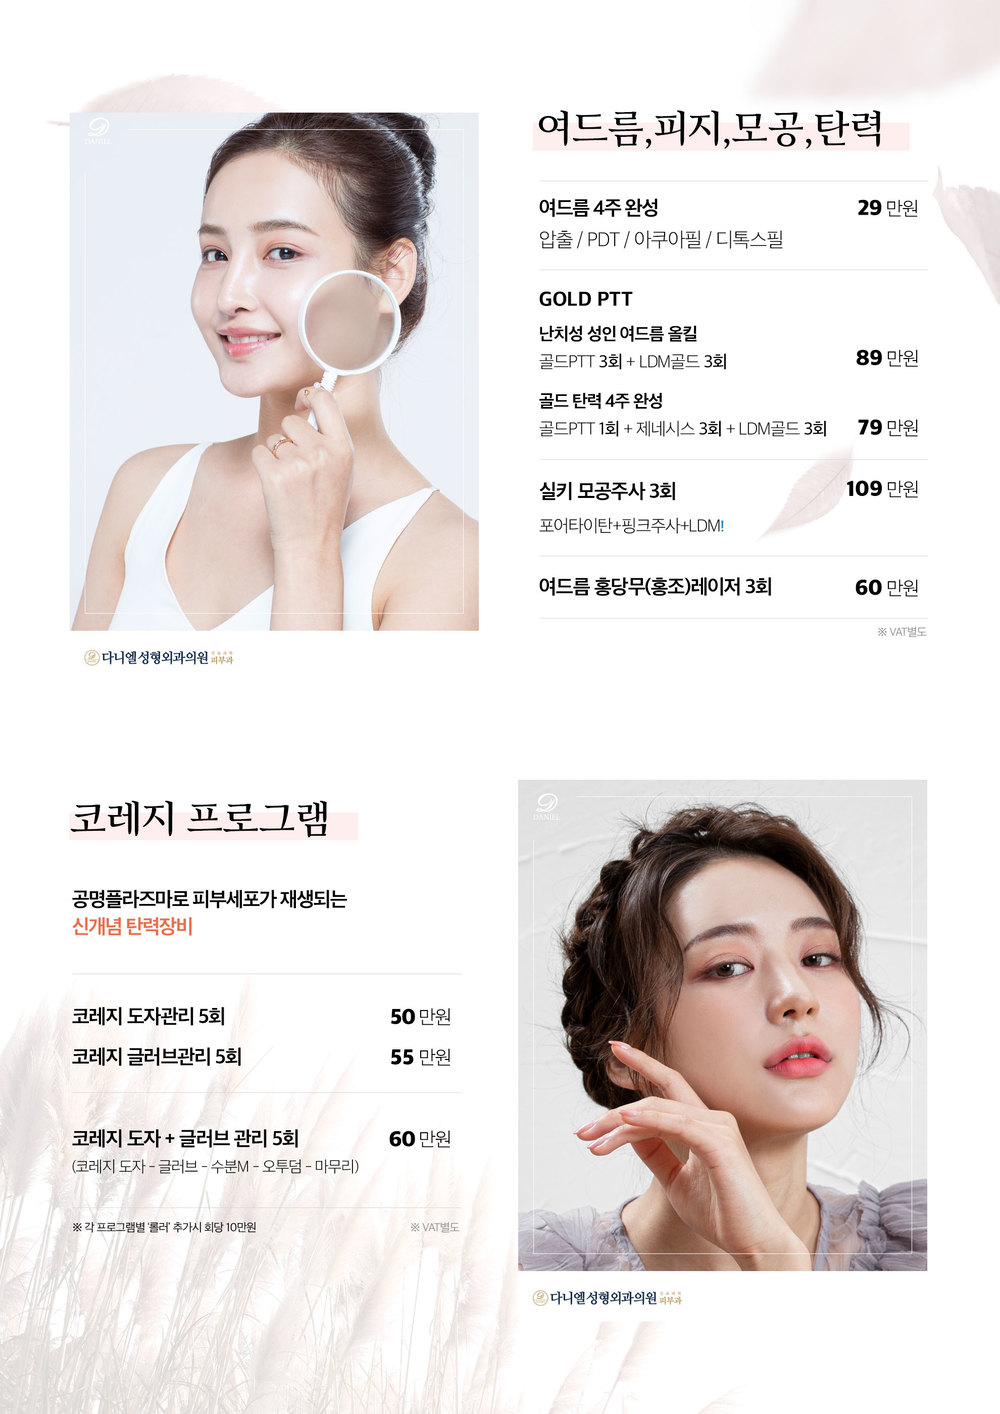 DANIEL
여드름,피지,모공,탄력
여드름 4주 완성 29 만원
압출 / PDT / 아쿠아필 / 디톡스필
GOLD PTT
난치성 성인 여드름 올킬
골드PTT 3회 + LDM골드 3회 89 만원
골드 탄력 4주 완성
골드PTT 1회 + 제네시스 3회 + LDM골드 3회 79 만원
실키 모공주사 3회 109 만원
포어타이탄+핑크주사+LDM!
여드름 홍당무(홍조)레이저 3회 60 만원
※ VAT별도
다니엘성형외과의원 진료과목 피부과
코레지 프로그램
공명플라즈마로 피부세포가 재생되는
신개념 탄력장비
코레지 도자관리 5회 50 만원
코레지 글러브관리 5회 55 만원
코레지 도자 + 글러브 관리 5회 60 만원
(코레지 도자 - 글러브 - 수분M - 오투덤 - 마무리)
※ 각 프로그램별 '롤러' 추가시 회당 10만원
※ VAT별도
DANIEL
다니엘성형외과의원 진료과목 피부과